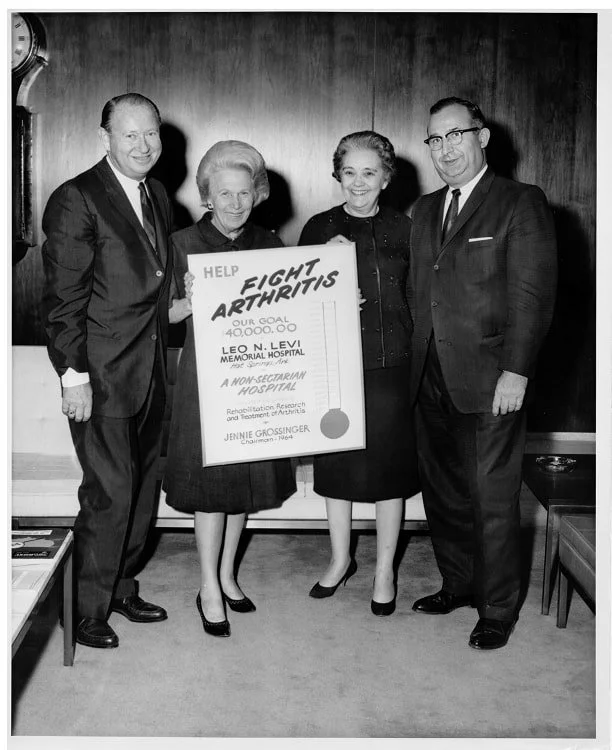 HELP
FIGHT
ARTHRITIS
OUR GOAL
40,000.00
LEO N. LEVI
MEMORIAL HOSPITAL
Hot Springs, Ark
A NON-SECTARIAN
HOSPITAL
Rehabilitation, Research
and Treatment of Arthritis
JENNIE GROSSINGER
Chairman - 1964